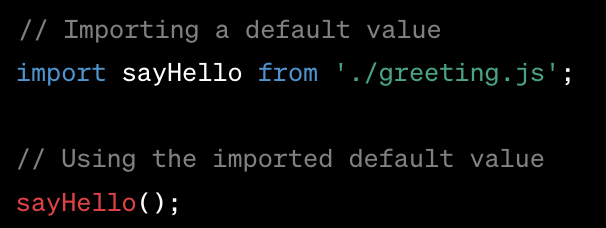 // Importing a default value
import sayHello from './greeting.js';
// Using the imported default value
sayHello();